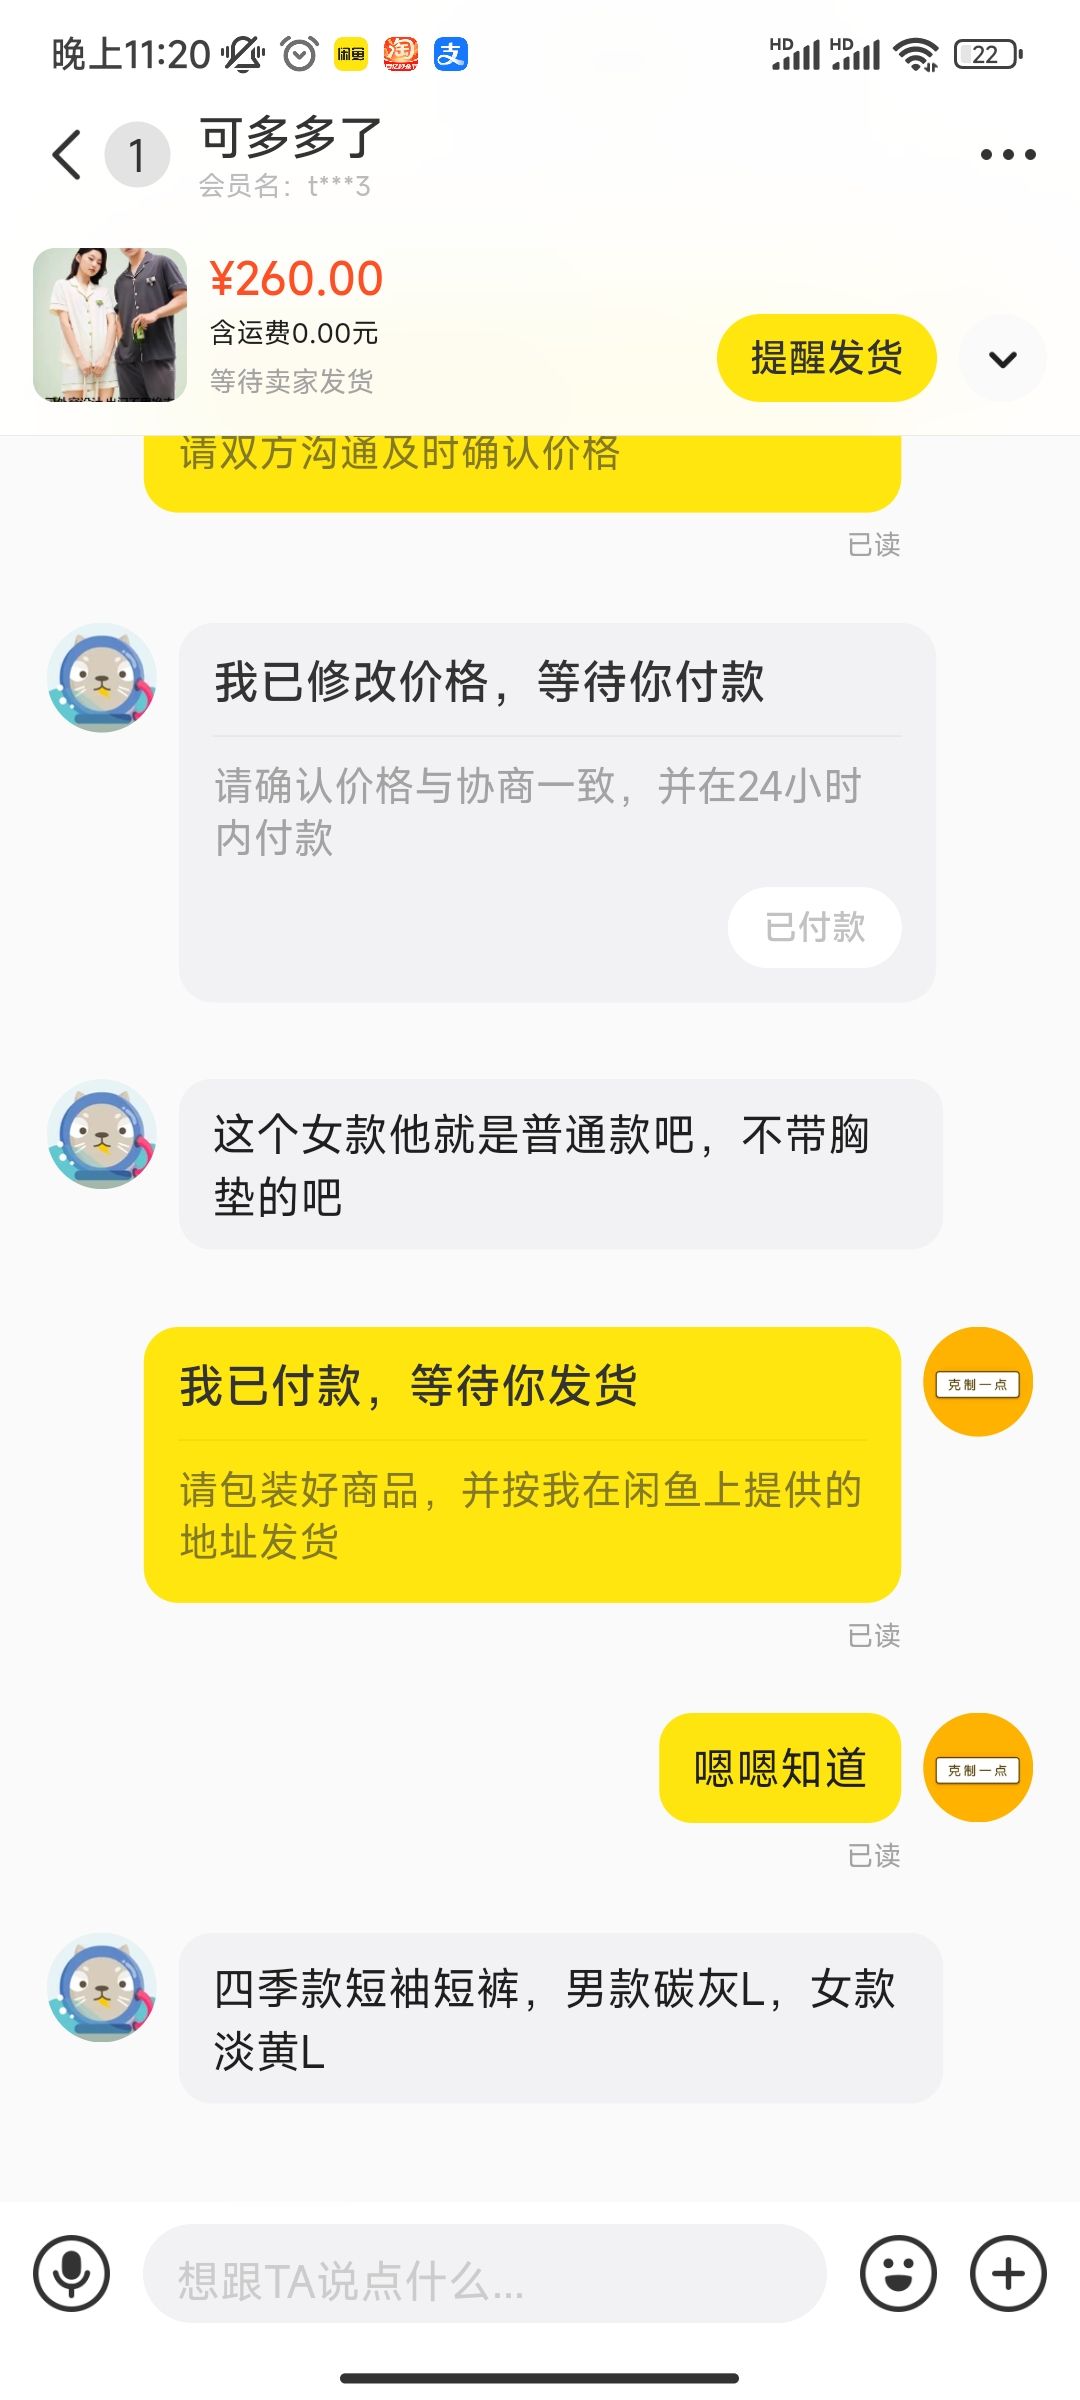 晚上11:20
闲鱼
淘
支
HD
HD
22
1
可多多了
会员名：t***3
¥260.00
含运费0.00元
等待卖家发货
提醒发货
请双方沟通及时确认价格
已读
我已修改价格，等待你付款
请确认价格与协商一致，并在24小时
内付款
已付款
这个女款他就是普通款吧，不带胸
垫的吧
我已付款，等待你发货
克制一点
请包装好商品，并按我在闲鱼上提供的
地址发货
已读
嗯嗯知道
克制一点
已读
四季款短袖短裤，男款碳灰L，女款
淡黄L
想跟TA说点什么...